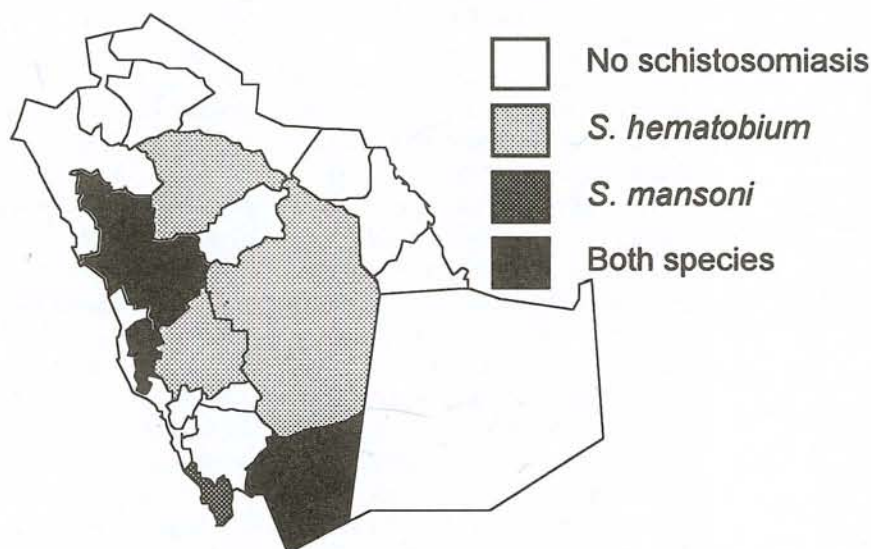 No schistosomiasis
S. hematobium
S. mansoni
Both species